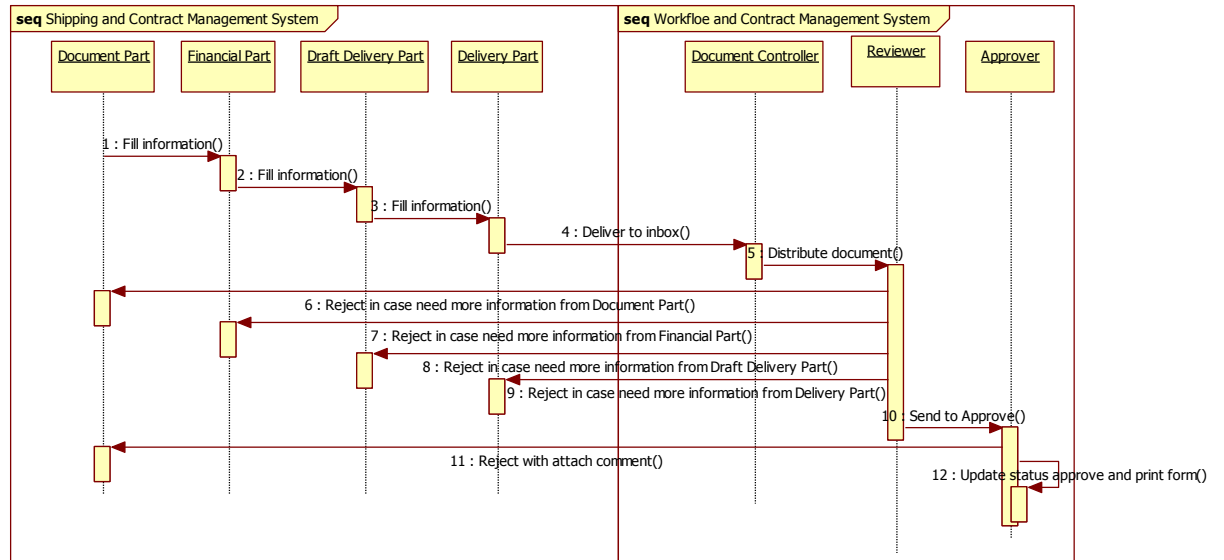 seq Shipping and Contract Management System
seq Workfloe and Contract Management System
Document Part
Financial Part
Draft Delivery Part
Delivery Part
Document Controller
Reviewer
Approver
1 : Fill information()
2 : Fill information()
3 : Fill information()
4 : Deliver to inbox()
5 : Distribute document()
6 : Reject in case need more information from Document Part()
7 : Reject in case need more information from Financial Part()
8 : Reject in case need more information from Draft Delivery Part()
9 : Reject in case need more information from Delivery Part()
10 : Send to Approve()
11 : Reject with attach comment()
12 : Update status approve and print form()